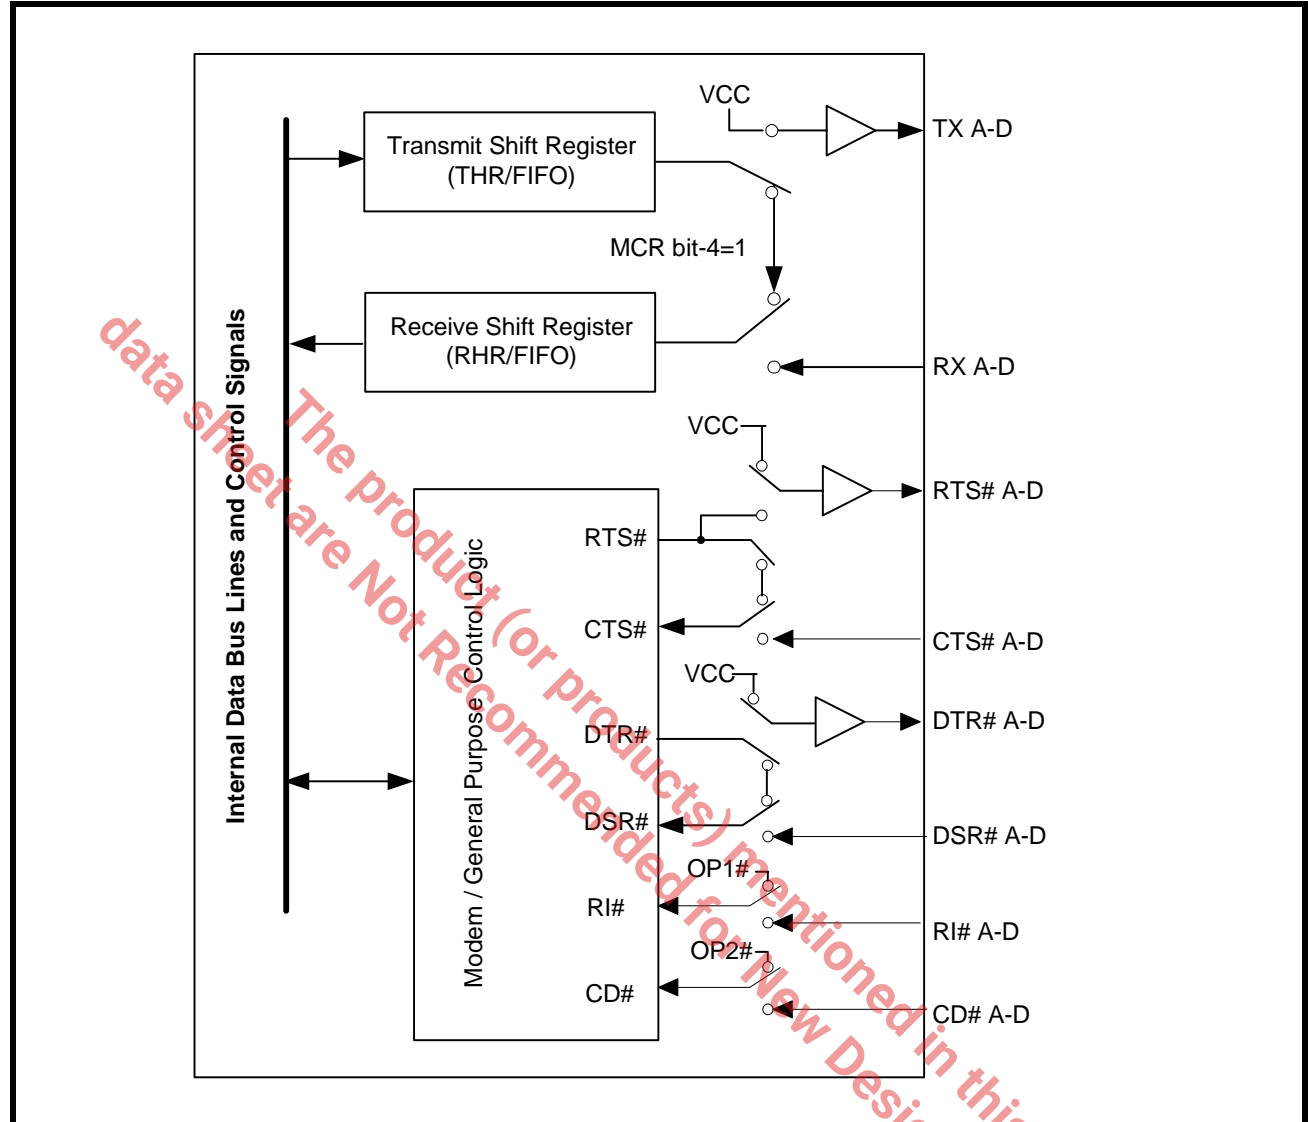 VCC
TX A-D
Transmit Shift Register
(THR/FIFO)
MCR bit-4=1
Receive Shift Register
(RHR/FIFO)
RX A-D
Internal Data Bus Lines and Control Signals
VCC
RTS# A-D
RTS#
CTS#
CTS# A-D
Modem / General Purpose Control Logic
VCC
DTR# A-D
DTR#
DSR#
DSR# A-D
OP1#
RI#
RI# A-D
OP2#
CD#
CD# A-D
The product (or products) mentioned in this
data sheet are Not Recommended for New